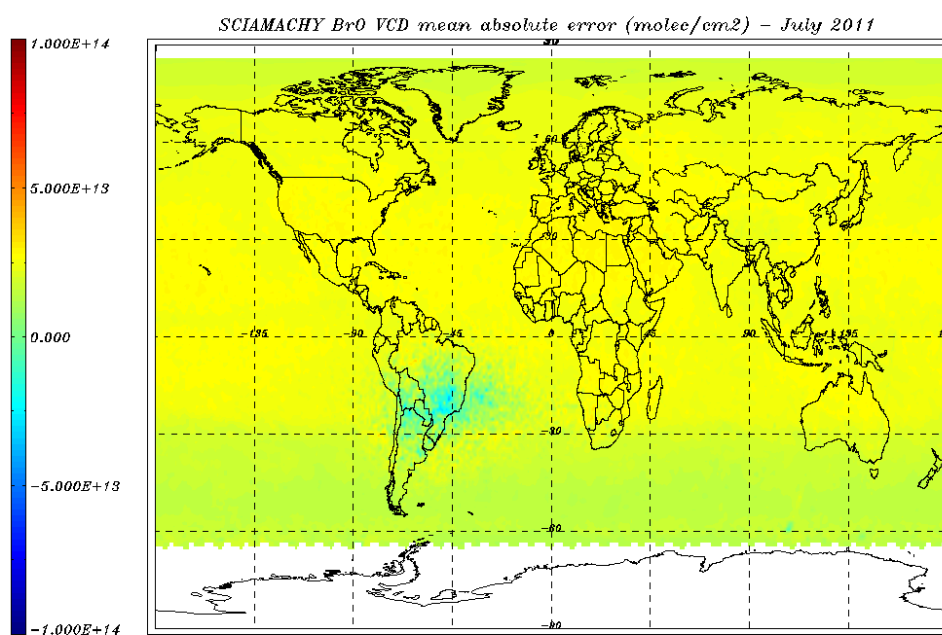 SCIAMACHY BrO VCD mean absolute error (molec/cm2) - July 2011
1.000E+14
5.000E+13
0.000
-5.000E+13
-1.000E+14
90
60
30
-135
-90
-45
0
45
90
135
-30
-60
-90